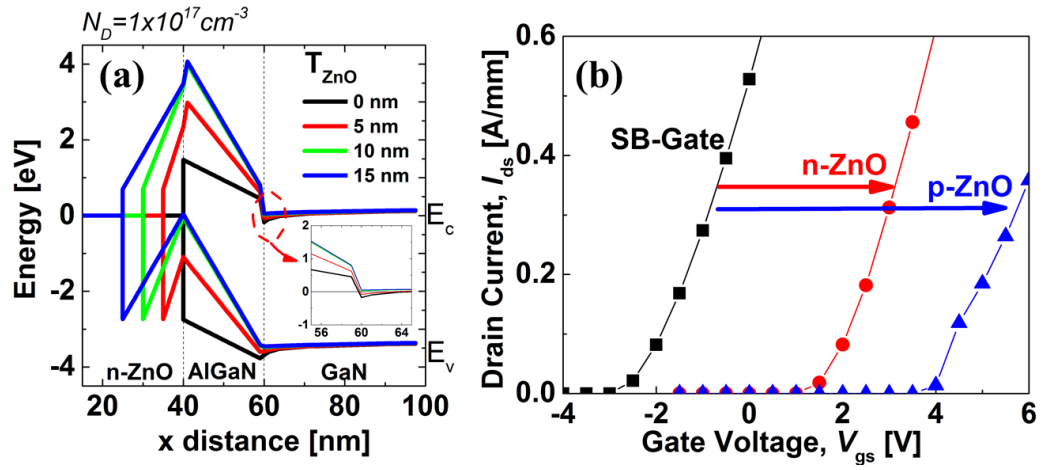 N_D=1x10^17cm^-3
(a)
T_ZnO
0 nm
5 nm
10 nm
15 nm
Energy [eV]
4
2
0
-2
-4
E_C
E_V
2
1
0
-1
56 60 64
n-ZnO AlGaN GaN
20 40 60 80 100
x distance [nm]
(b)
SB-Gate
n-ZnO
p-ZnO
Drain Current, I_ds [A/mm]
0.6
0.4
0.2
0.0
-4 -2 0 2 4 6
Gate Voltage, V_gs [V]